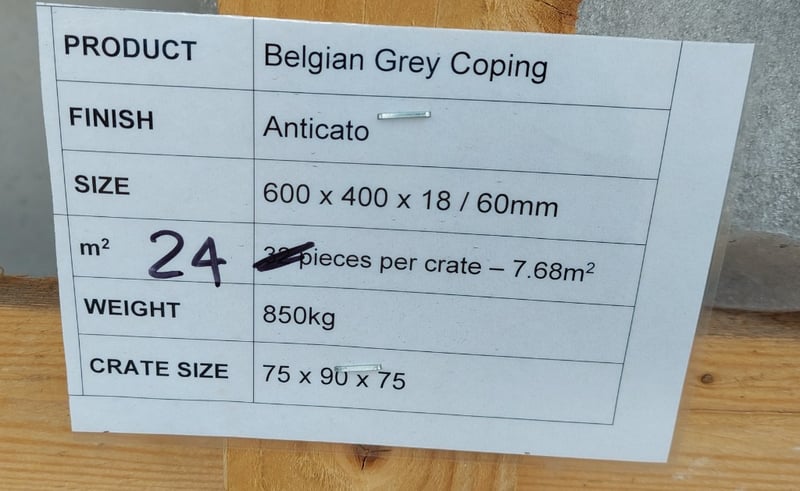 PRODUCT Belgian Grey Coping
FINISH Anticato
SIZE 600 x 400 x 18 / 60mm
m² 24 pieces per crate – 7.68m²
WEIGHT 850kg
CRATE SIZE 75 x 90 x 75